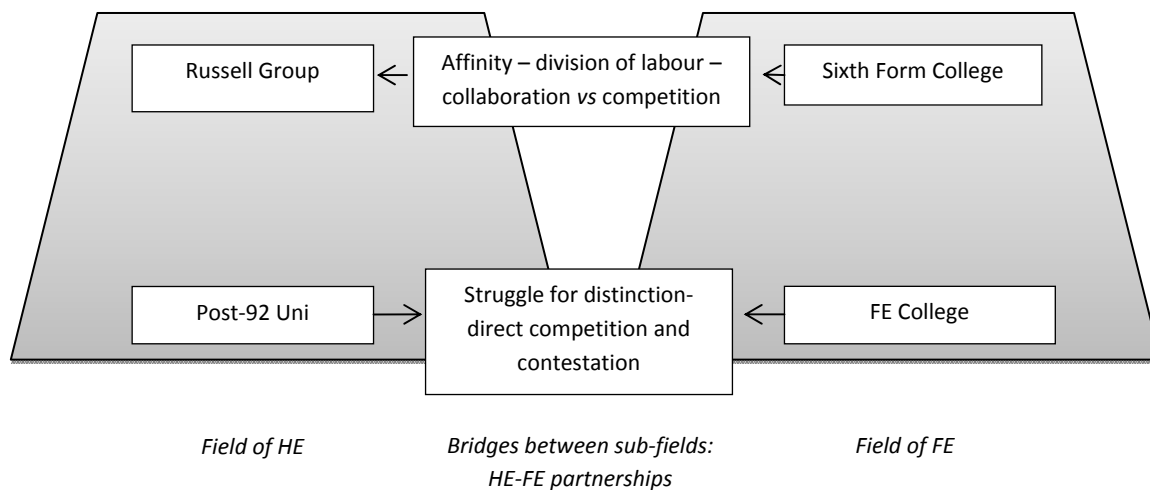 Russell Group
Affinity – division of labour –
collaboration vs competition
Sixth Form College
Post-92 Uni
Struggle for distinction-
direct competition and
contestation
FE College
Field of HE
Bridges between sub-fields:
HE-FE partnerships
Field of FE